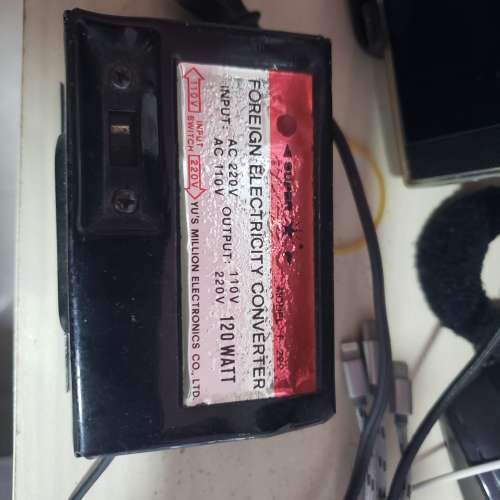 SUPER
MODEL
FOREIGN ELECTRICITY CONVERTER
INPUT: AC 220V OUTPUT: 110V
AC 110V 220V
120 WATT
110V INPUT SWITCH 220V
YU'S MILLION ELECTRONICS CO., LTD.